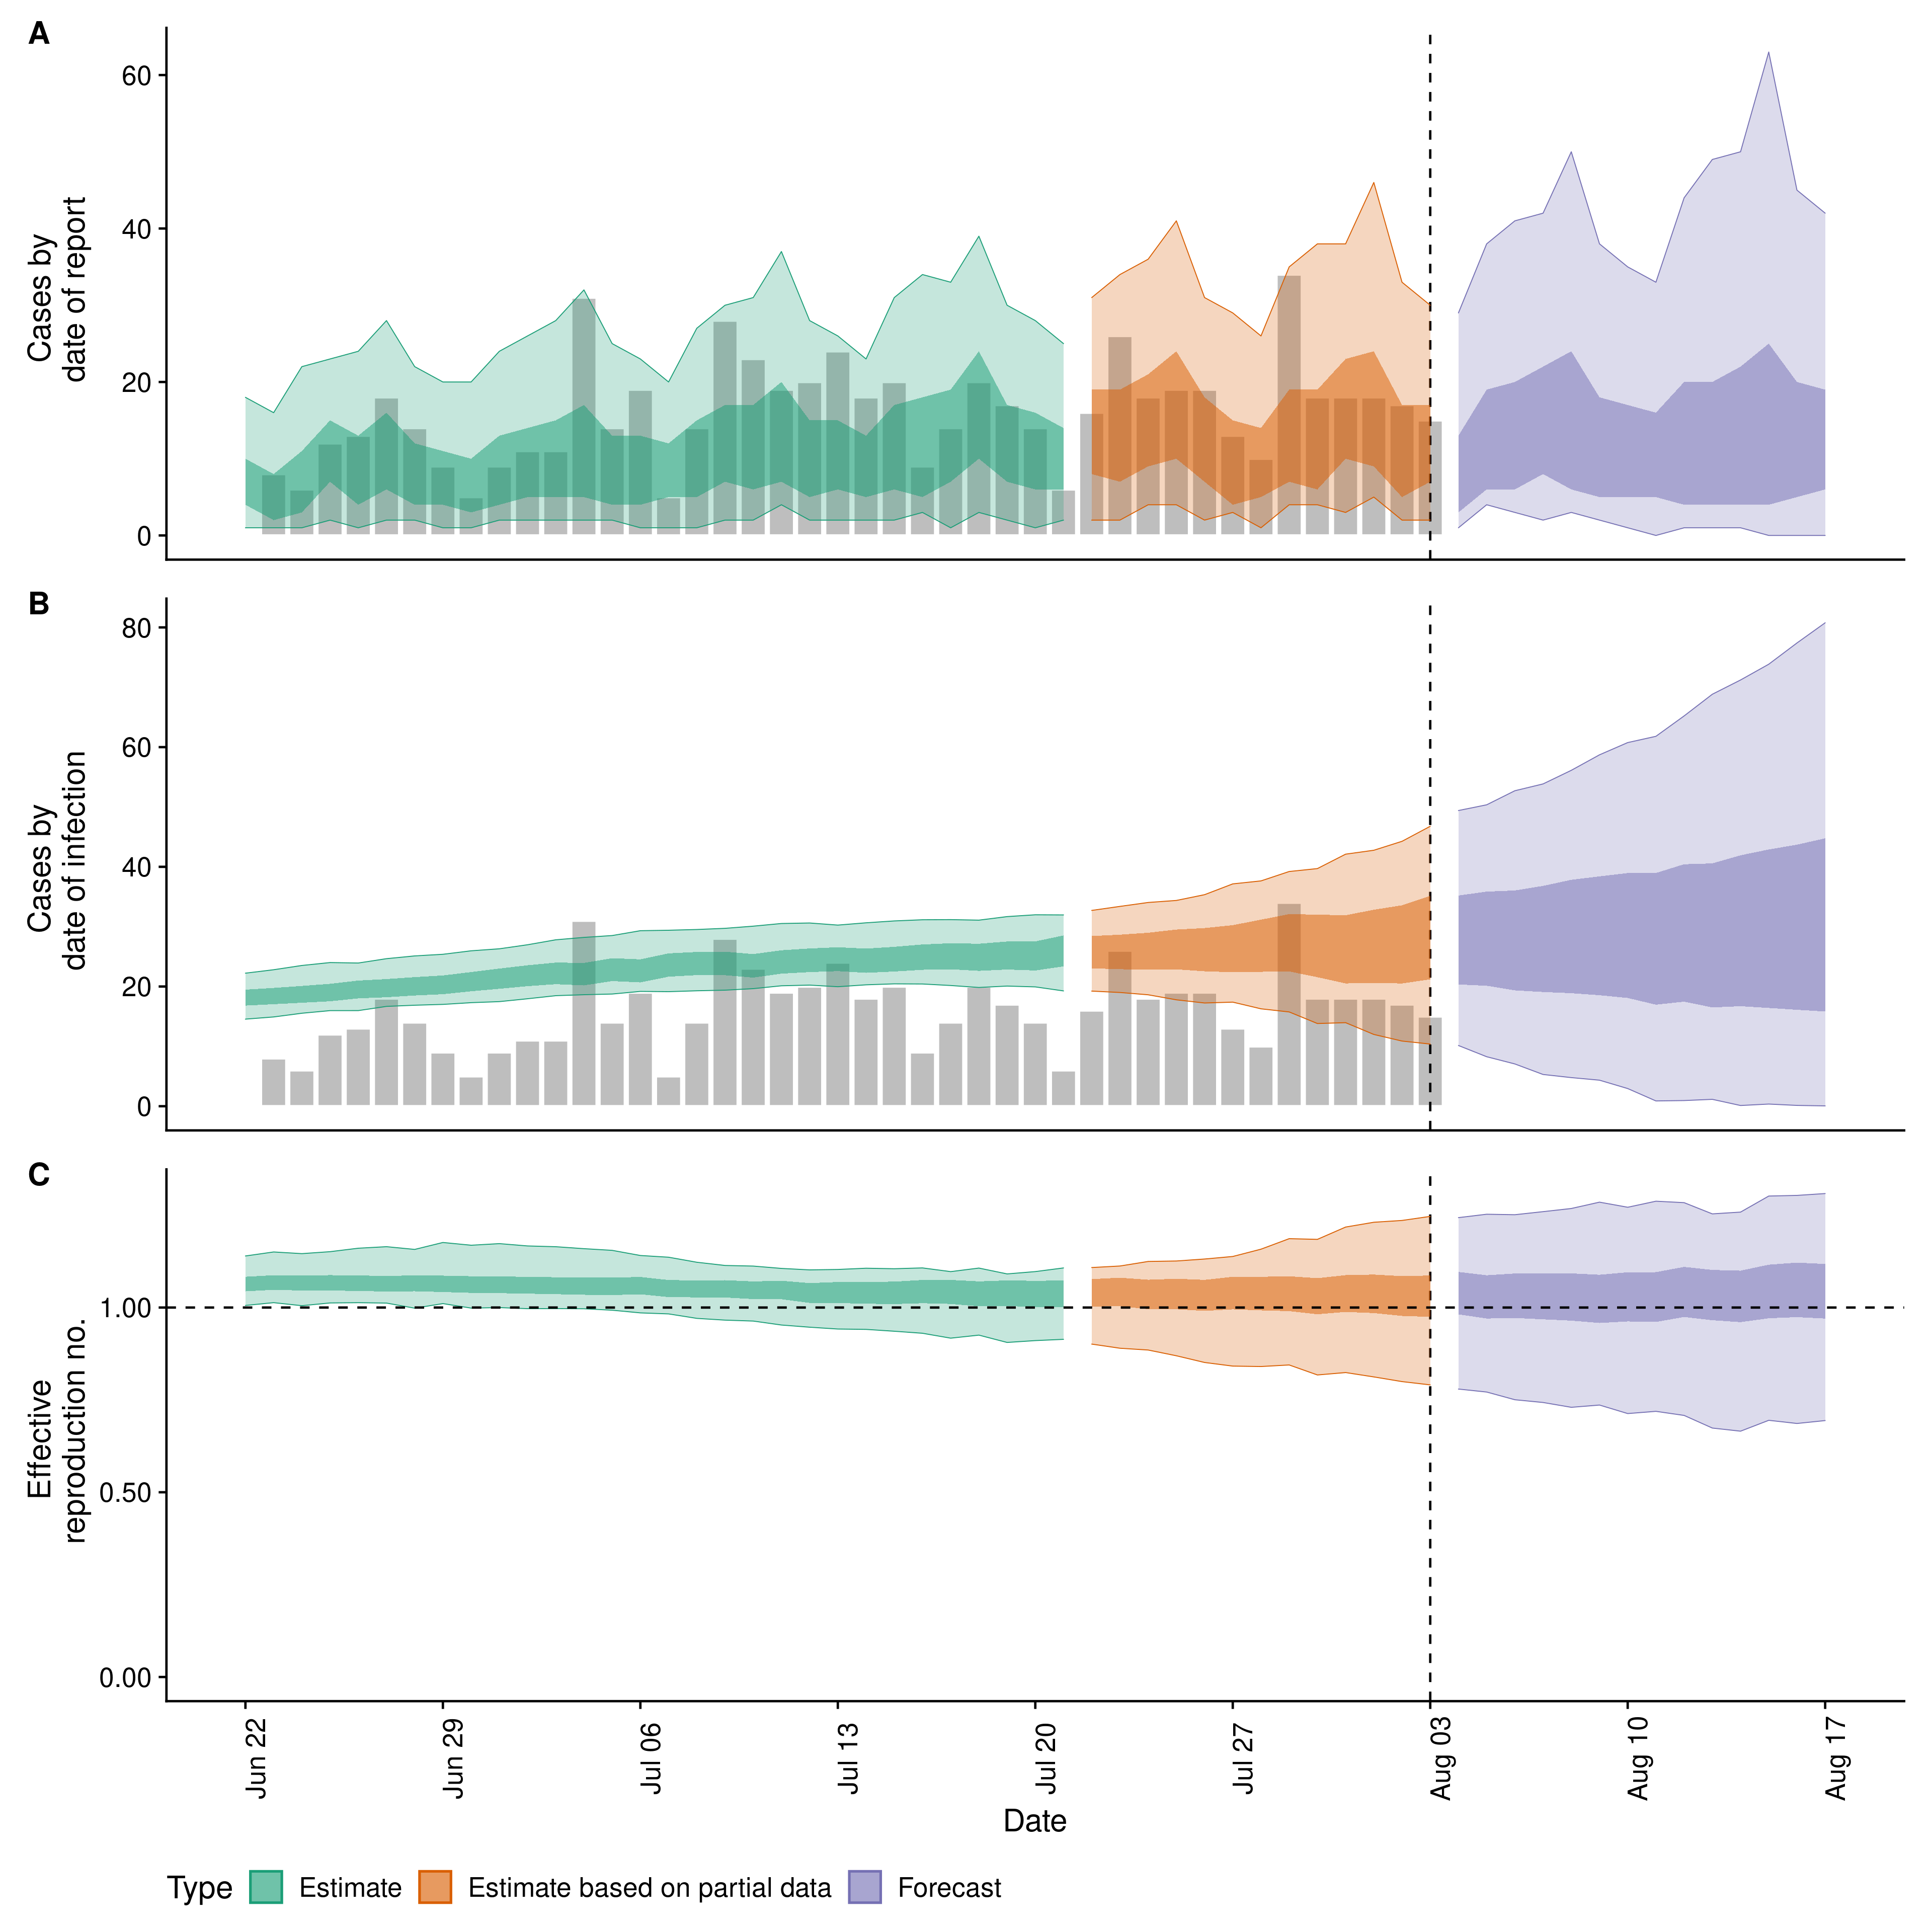 A
60
40
20
0
Cases by
date of report
B
80
60
40
20
0
Cases by
date of infection
C
1.00
0.50
0.00
Effective
reproduction no.
Jun 22
Jun 29
Jul 06
Jul 13
Jul 20
Jul 27
Aug 03
Aug 10
Aug 17
Date
Type Estimate Estimate based on partial data Forecast